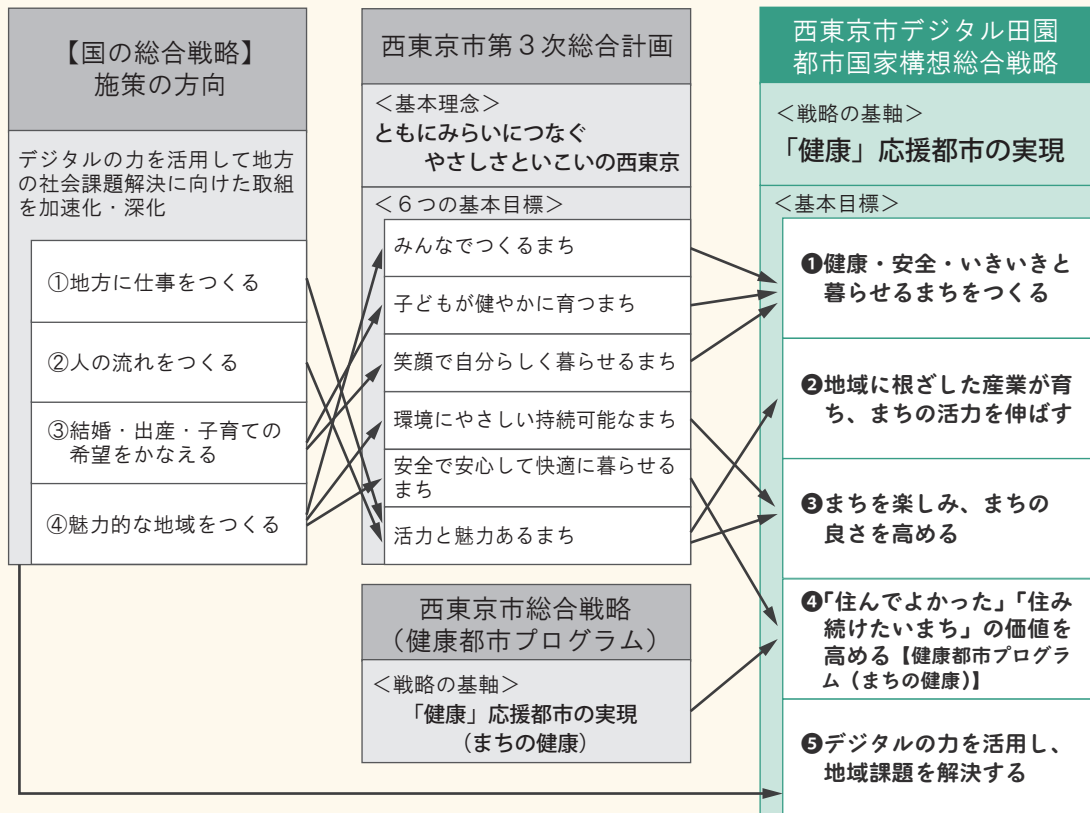 【国の総合戦略】
施策の方向
デジタルの力を活用して地方
の社会課題解決に向けた取組
を加速化・深化
①地方に仕事をつくる
②人の流れをつくる
③結婚・出産・子育ての
希望をかなえる
④魅力的な地域をつくる
西東京市第３次総合計画
＜基本理念＞
ともにみらいにつなぐ
やさしさといこいの西東京
＜６つの基本目標＞
みんなでつくるまち
子どもが健やかに育つまち
笑顔で自分らしく暮らせるまち
環境にやさしい持続可能なまち
安全で安心して快適に暮らせる
まち
活力と魅力あるまち
西東京市総合戦略
（健康都市プログラム）
＜戦略の基軸＞
「健康」応援都市の実現
（まちの健康）
西東京市デジタル田園
都市国家構想総合戦略
＜戦略の基軸＞
「健康」応援都市の実現
＜基本目標＞
❶健康・安全・いきいきと
暮らせるまちをつくる
❷地域に根ざした産業が育
ち、まちの活力を伸ばす
❸まちを楽しみ、まちの
良さを高める
❹「住んでよかった」「住み
続けたいまち」の価値を
高める【健康都市プログラ
ム（まちの健康）】
❺デジタルの力を活用し、
地域課題を解決する